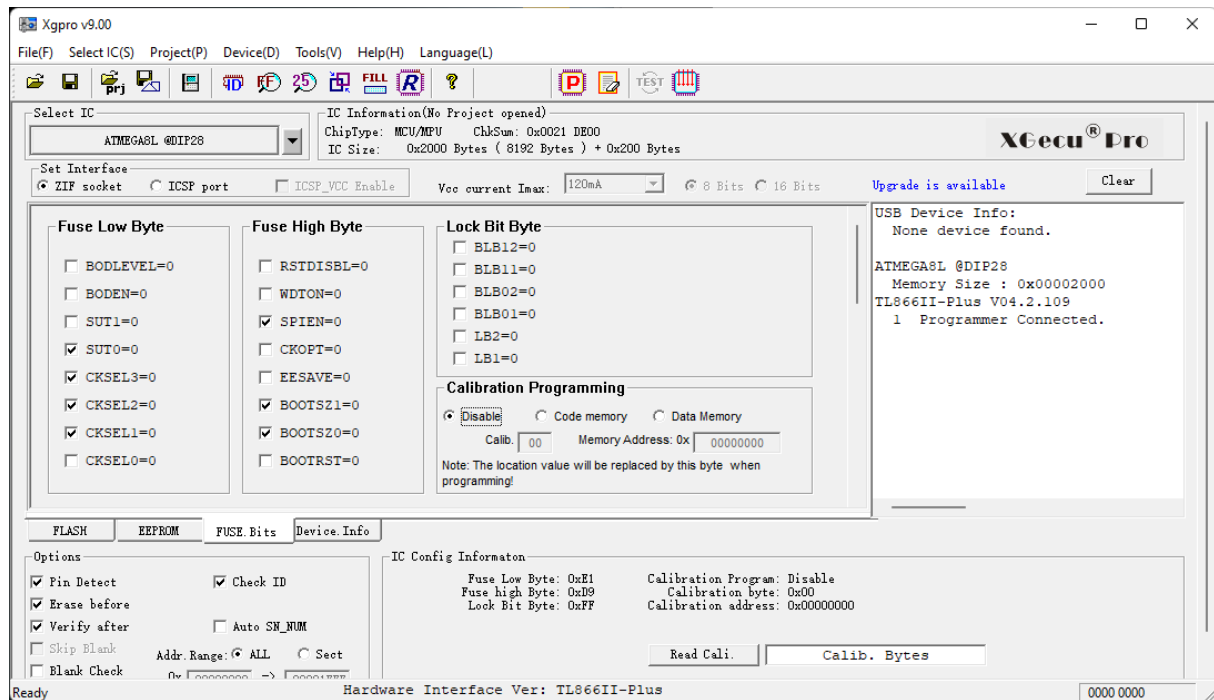 Xgpro v9.00
File(F) Select IC(S) Project(P) Device(D) Tools(V) Help(H) Language(L)
prj FILL R P TEST
Select IC
ATMEGA8L @DIP28
IC Information(No Project opened)
ChipType: MCU/MPU ChkSum: 0x0021 DE00
IC Size: 0x2000 Bytes ( 8192 Bytes ) + 0x200 Bytes
XGecu® Pro
Set Interface
ZIF socket ICSP port ICSP_VCC Enable Vcc current Imax: 120mA 8 Bits 16 Bits Upgrade is available Clear
Fuse Low Byte
BODLEVEL=0
BODEN=0
SUT1=0
SUT0=0
CKSEL3=0
CKSEL2=0
CKSEL1=0
CKSEL0=0
Fuse High Byte
RSTDISBL=0
WDTON=0
SPIEN=0
CKOPT=0
EESAVE=0
BOOTSZ1=0
BOOTSZ0=0
BOOTRST=0
Lock Bit Byte
BLB12=0
BLB11=0
BLB02=0
BLB01=0
LB2=0
LB1=0
Calibration Programming
Disable Code memory Data Memory
Calib. 00 Memory Address: 0x 00000000
Note: The location value will be replaced by this byte when
programming!
USB Device Info:
None device found.
ATMEGA8L @DIP28
Memory Size : 0x00002000
TL866II-Plus V04.2.109
1 Programmer Connected.
FLASH EEPROM FUSE.Bits Device.Info
Options
Pin Detect Check ID
Erase before
Verify after Auto SN_NUM
Skip Blank Addr.Range: ALL Sect
Blank Check 0x 00000000 -> 00001FFF
IC Config Informaton
Fuse Low Byte: 0xE1 Calibration Program: Disable
Fuse high Byte: 0xD9 Calibration byte: 0x00
Lock Bit Byte: 0xFF Calibration address: 0x00000000
Read Cali. Calib. Bytes
Ready Hardware Interface Ver: TL866II-Plus 0000 0000